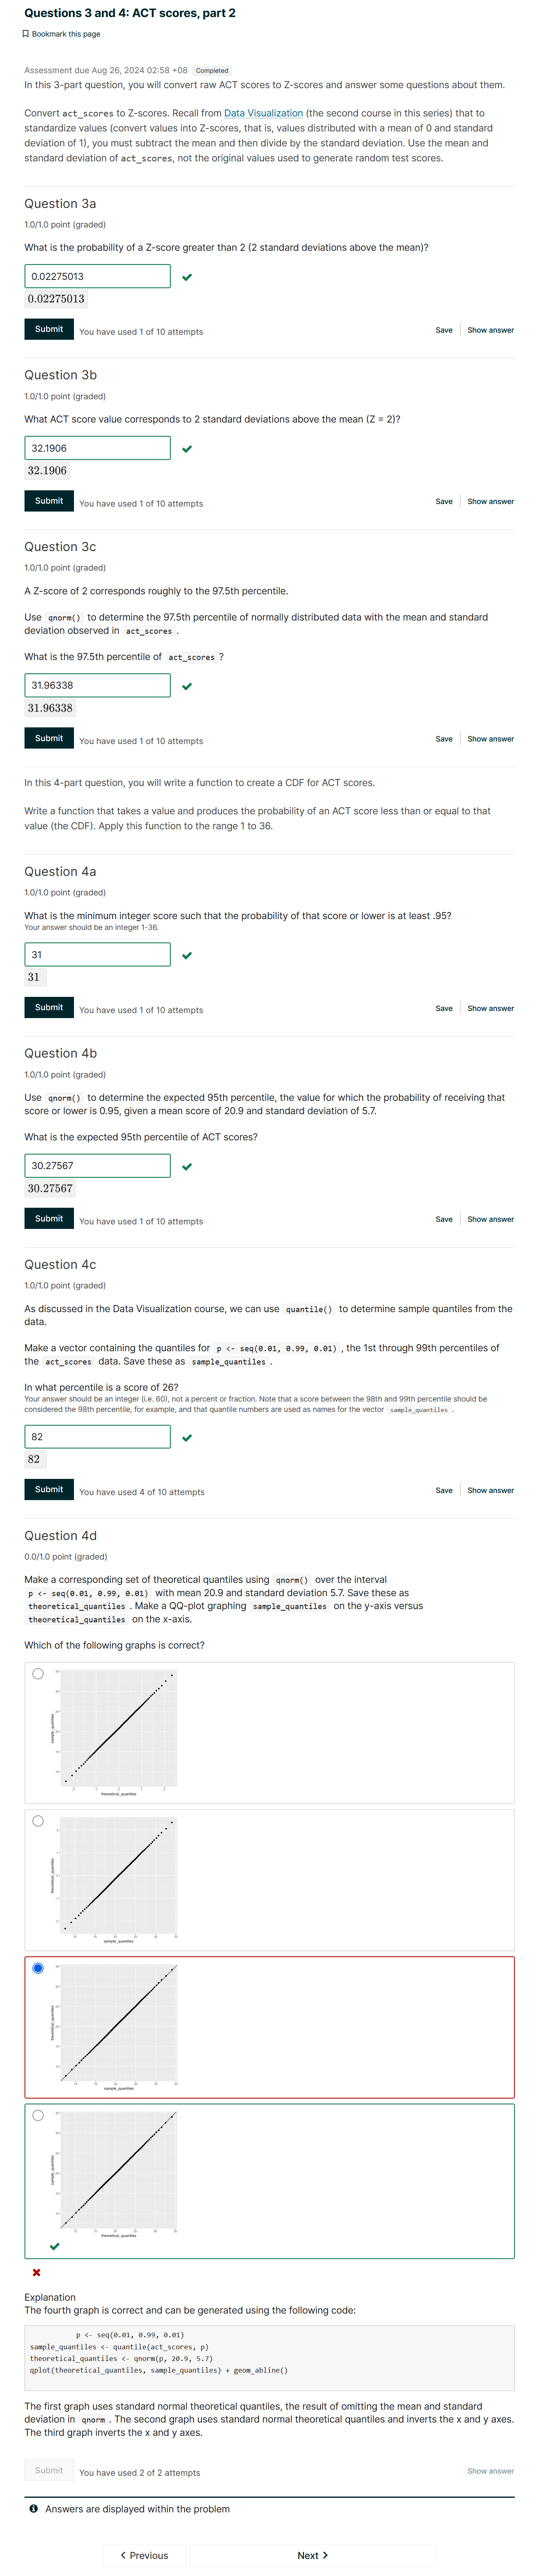 Questions 3 and 4: ACT scores, part 2
Bookmark this page
Assessment due Aug 26, 2024 02:58 +08 Completed
In this 3-part question, you will convert raw ACT scores to Z-scores and answer some questions about them.
Convert act_scores to Z-scores. Recall from Data Visualization (the second course in this series) that to
standardize values (convert values into Z-scores, that is, values distributed with a mean of 0 and standard
deviation of 1), you must subtract the mean and then divide by the standard deviation. Use the mean and
standard deviation of act_scores, not the original values used to generate random test scores.
Question 3a
1.0/1.0 point (graded)
What is the probability of a Z-score greater than 2 (2 standard deviations above the mean)?
0.02275013
0.02275013
Submit You have used 1 of 10 attempts Save Show answer
Question 3b
1.0/1.0 point (graded)
What ACT score value corresponds to 2 standard deviations above the mean (Z = 2)?
32.1906
32.1906
Submit You have used 1 of 10 attempts Save Show answer
Question 3c
1.0/1.0 point (graded)
A Z-score of 2 corresponds roughly to the 97.5th percentile.
Use qnorm() to determine the 97.5th percentile of normally distributed data with the mean and standard
deviation observed in act_scores .
What is the 97.5th percentile of act_scores ?
31.96338
31.96338
Submit You have used 1 of 10 attempts Save Show answer
In this 4-part question, you will write a function to create a CDF for ACT scores.
Write a function that takes a value and produces the probability of an ACT score less than or equal to that
value (the CDF). Apply this function to the range 1 to 36.
Question 4a
1.0/1.0 point (graded)
What is the minimum integer score such that the probability of that score or lower is at least .95?
Your answer should be an integer 1-36.
31
31
Submit You have used 1 of 10 attempts Save Show answer
Question 4b
1.0/1.0 point (graded)
Use qnorm() to determine the expected 95th percentile, the value for which the probability of receiving that
score or lower is 0.95, given a mean score of 20.9 and standard deviation of 5.7.
What is the expected 95th percentile of ACT scores?
30.27567
30.27567
Submit You have used 1 of 10 attempts Save Show answer
Question 4c
1.0/1.0 point (graded)
As discussed in the Data Visualization course, we can use quantile() to determine sample quantiles from the
data.
Make a vector containing the quantiles for p <- seq(0.01, 0.99, 0.01) , the 1st through 99th percentiles of
the act_scores data. Save these as sample_quantiles .
In what percentile is a score of 26?
Your answer should be an integer (i.e. 60), not a percent or fraction. Note that a score between the 98th and 99th percentile should be
considered the 98th percentile, for example, and that quantile numbers are used as names for the vector sample_quantiles .
82
82
Submit You have used 4 of 10 attempts Save Show answer
Question 4d
0.0/1.0 point (graded)
Make a corresponding set of theoretical quantiles using qnorm() over the interval
p <- seq(0.01, 0.99, 0.01) with mean 20.9 and standard deviation 5.7. Save these as
theoretical_quantiles . Make a QQ-plot graphing sample_quantiles on the y-axis versus
theoretical_quantiles on the x-axis.
Which of the following graphs is correct?
sample_quantiles
theoretical_quantiles
theoretical_quantiles
sample_quantiles
theoretical_quantiles
sample_quantiles
sample_quantiles
theoretical_quantiles
Explanation
The fourth graph is correct and can be generated using the following code:
p <- seq(0.01, 0.99, 0.01)
sample_quantiles <- quantile(act_scores, p)
theoretical_quantiles <- qnorm(p, 20.9, 5.7)
qplot(theoretical_quantiles, sample_quantiles) + geom_abline()
The first graph uses standard normal theoretical quantiles, the result of omitting the mean and standard
deviation in qnorm . The second graph uses standard normal theoretical quantiles and inverts the x and y axes.
The third graph inverts the x and y axes.
Submit You have used 2 of 2 attempts Show answer
Answers are displayed within the problem
Previous Next